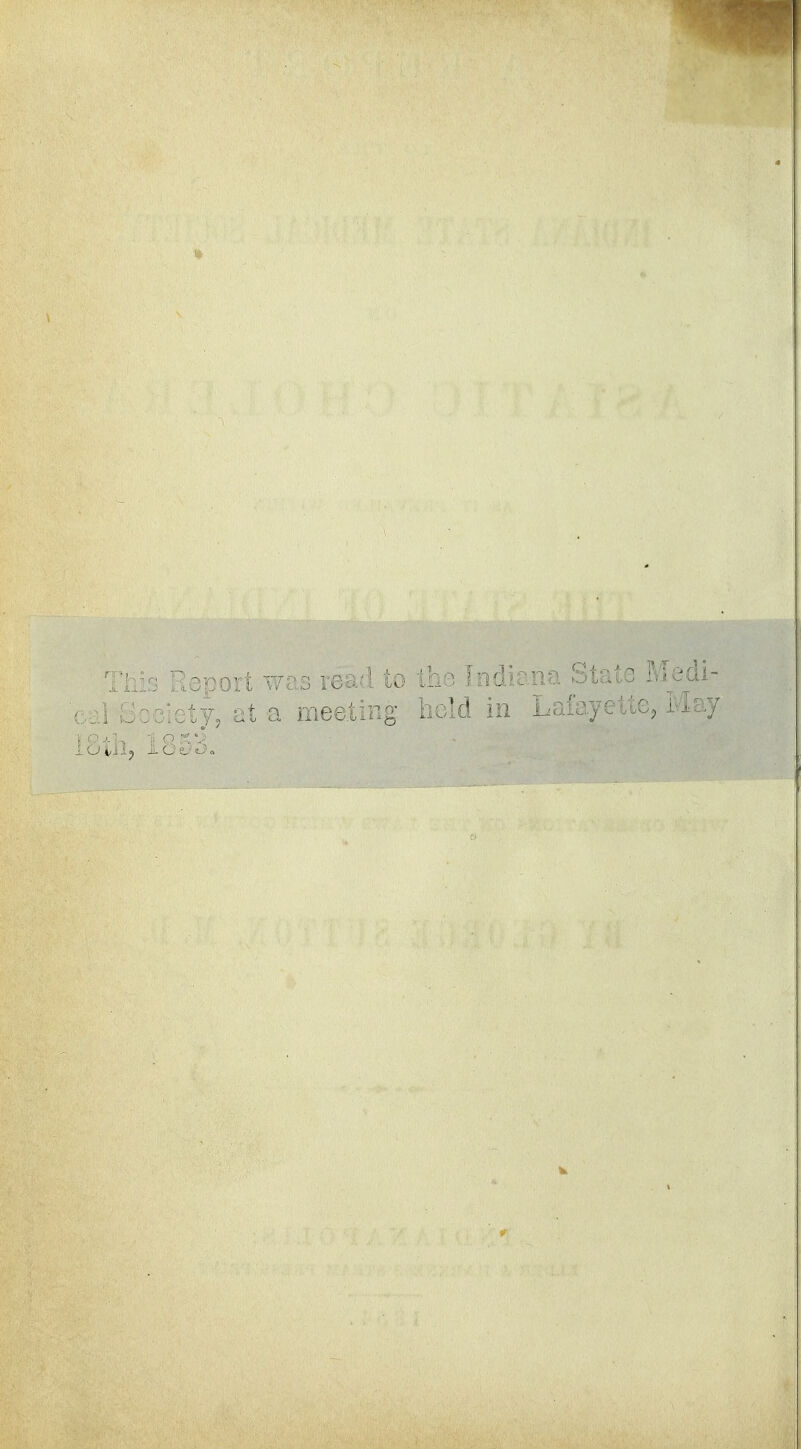 This Report was read to the Indiana State Medi-
cal Society, at a meeting held in Lafayette, May
18th, 1853.